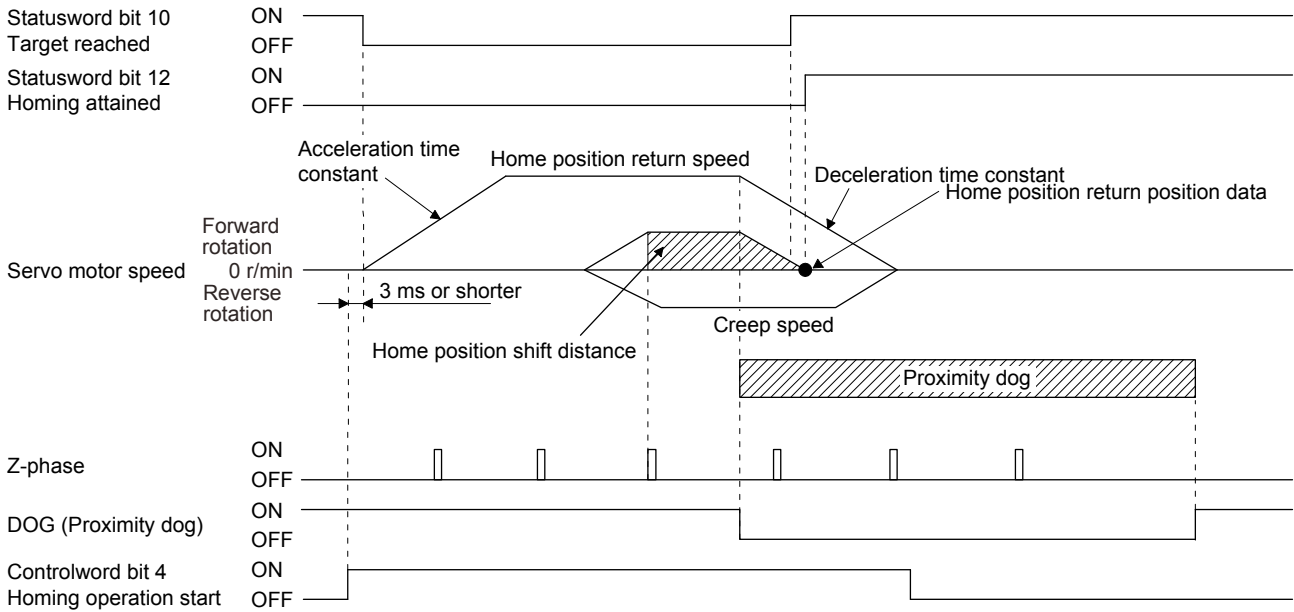 Statusword bit 10
Target reached
ON
OFF
Statusword bit 12
Homing attained
ON
OFF
Acceleration time
constant
Home position return speed
Deceleration time constant
Home position return position data
Forward
rotation
Servo motor speed
0 r/min
Reverse
rotation
3 ms or shorter
Creep speed
Home position shift distance
Proximity dog
Z-phase
ON
OFF
DOG (Proximity dog)
ON
OFF
Controlword bit 4
Homing operation start
ON
OFF